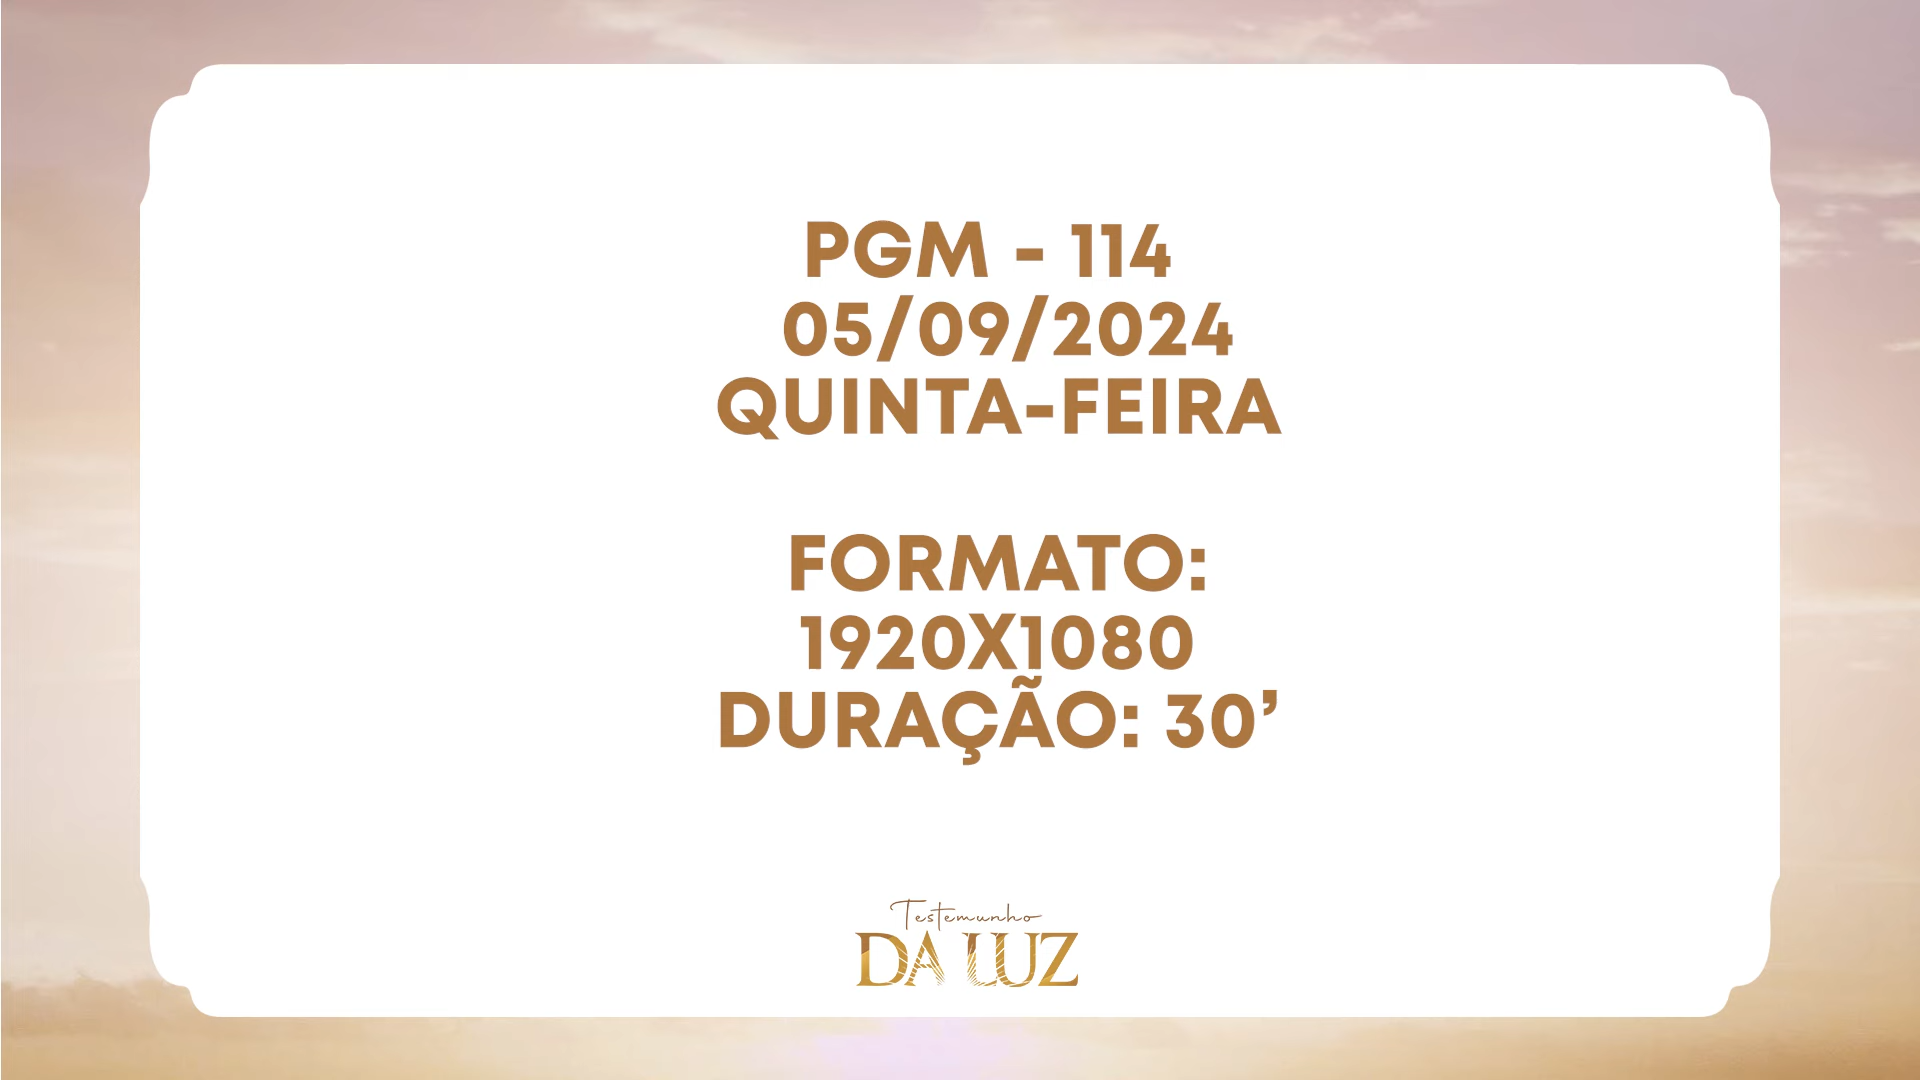 PGM - 114
05/09/2024
QUINTA-FEIRA
FORMATO:
1920X1080
DURAÇÃO: 30’
Testemunho
DA LUZ